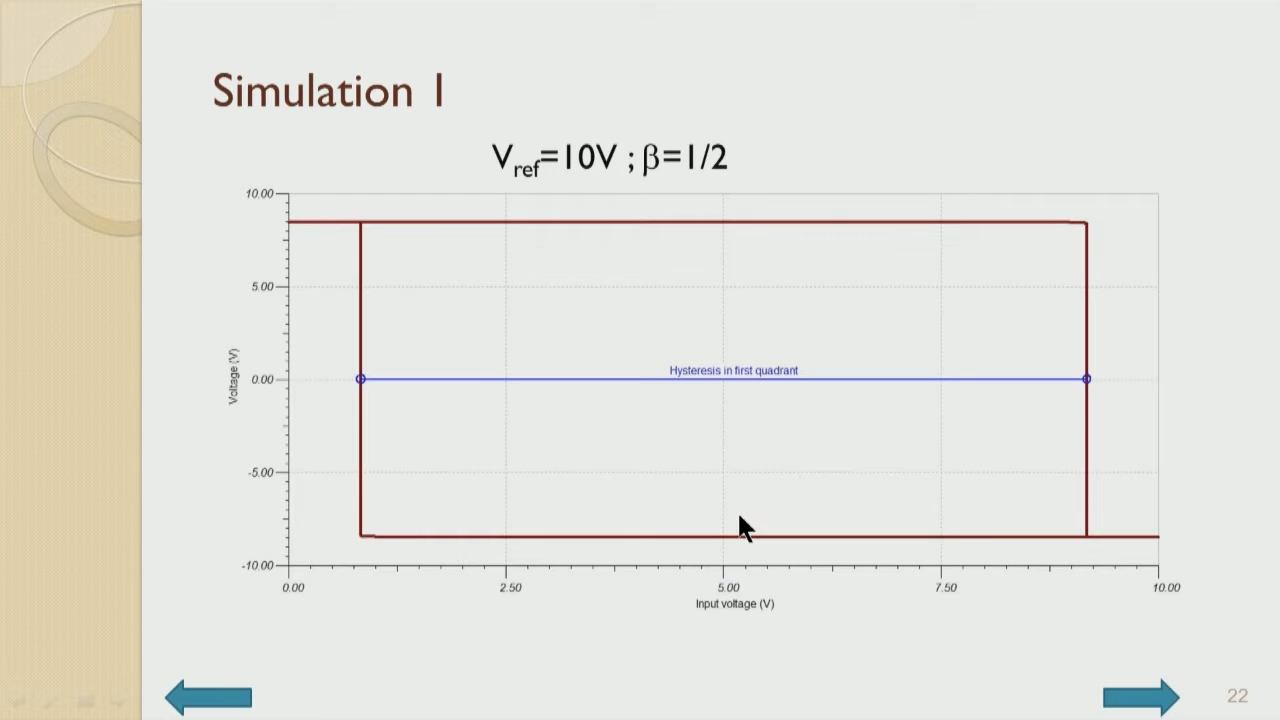 Simulation 1
Vref=10V ; β=1/2
10.00
5.00
0.00
-5.00
-10.00
Voltage (V)
Hysteresis in first quadrant
0.00 2.50 5.00 7.50 10.00
Input voltage (V)
22